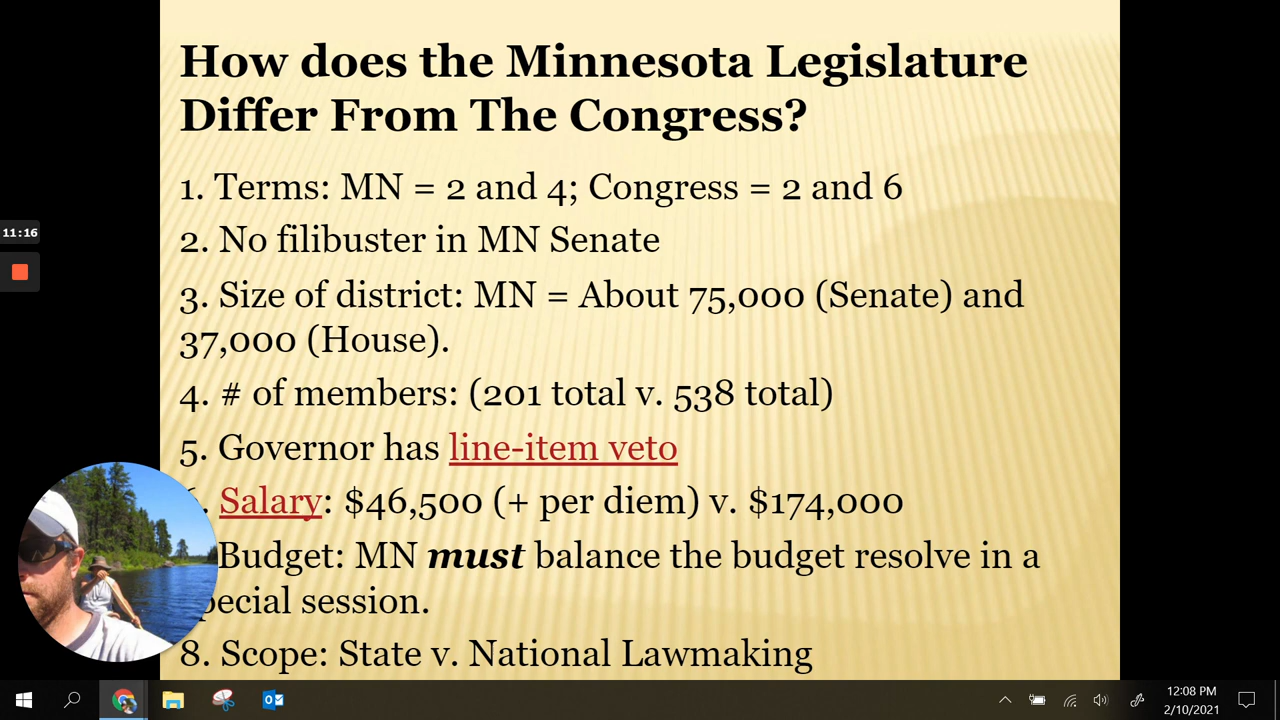 How does the Minnesota Legislature
Differ From The Congress?
1. Terms: MN = 2 and 4; Congress = 2 and 6
2. No filibuster in MN Senate
3. Size of district: MN = About 75,000 (Senate) and
37,000 (House).
4. # of members: (201 total v. 538 total)
5. Governor has line-item veto
. Salary: $46,500 (+ per diem) v. $174,000
Budget: MN must balance the budget resolve in a
pecial session.
8. Scope: State v. National Lawmaking
11:16
12:08 PM
2/10/2021